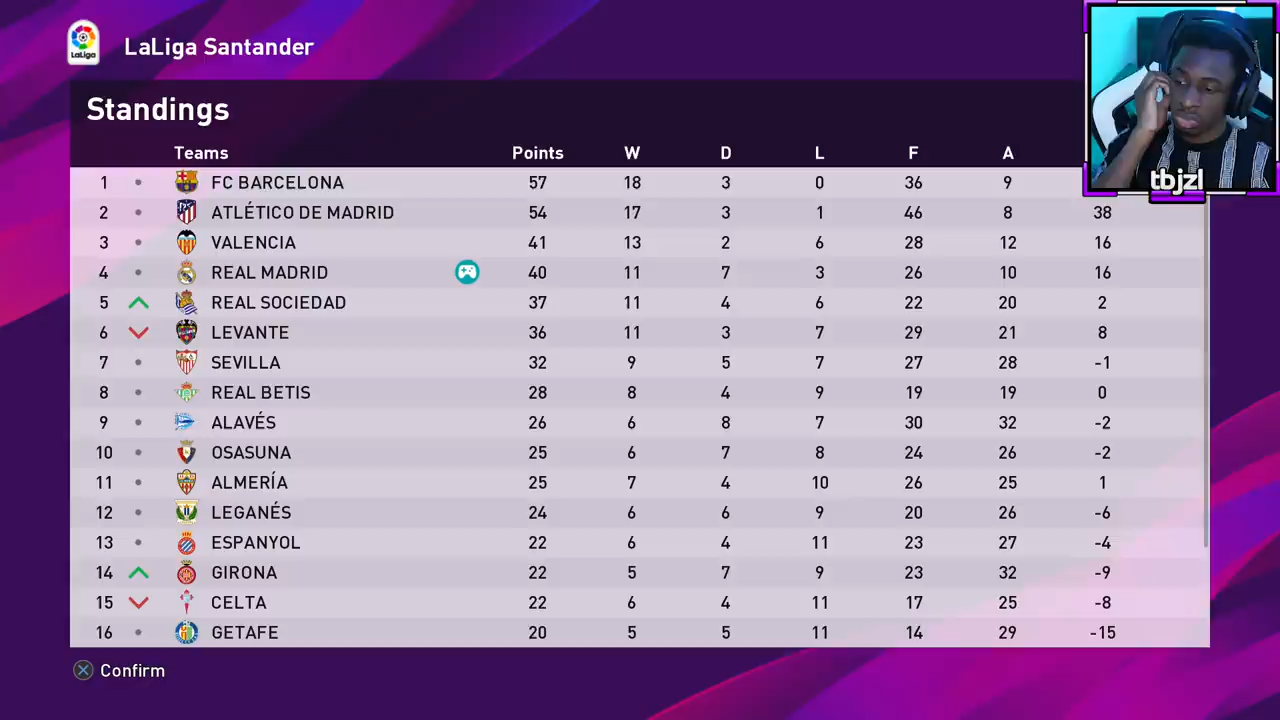 LaLiga
LaLiga Santander
Standings
Teams Points W D L F A
1 FC BARCELONA 57 18 3 0 36 9
2 ATLÉTICO DE MADRID 54 17 3 1 46 8 38
3 VALENCIA 41 13 2 6 28 12 16
4 REAL MADRID 40 11 7 3 26 10 16
5 REAL SOCIEDAD 37 11 4 6 22 20 2
6 LEVANTE 36 11 3 7 29 21 8
7 SEVILLA 32 9 5 7 27 28 -1
8 REAL BETIS 28 8 4 9 19 19 0
9 ALAVÉS 26 6 8 7 30 32 -2
10 OSASUNA 25 6 7 8 24 26 -2
11 ALMERÍA 25 7 4 10 26 25 1
12 LEGANÉS 24 6 6 9 20 26 -6
13 ESPANYOL 22 6 4 11 23 27 -4
14 GIRONA 22 5 7 9 23 32 -9
15 CELTA 22 6 4 11 17 25 -8
16 GETAFE 20 5 5 11 14 29 -15
Confirm
tbjzl